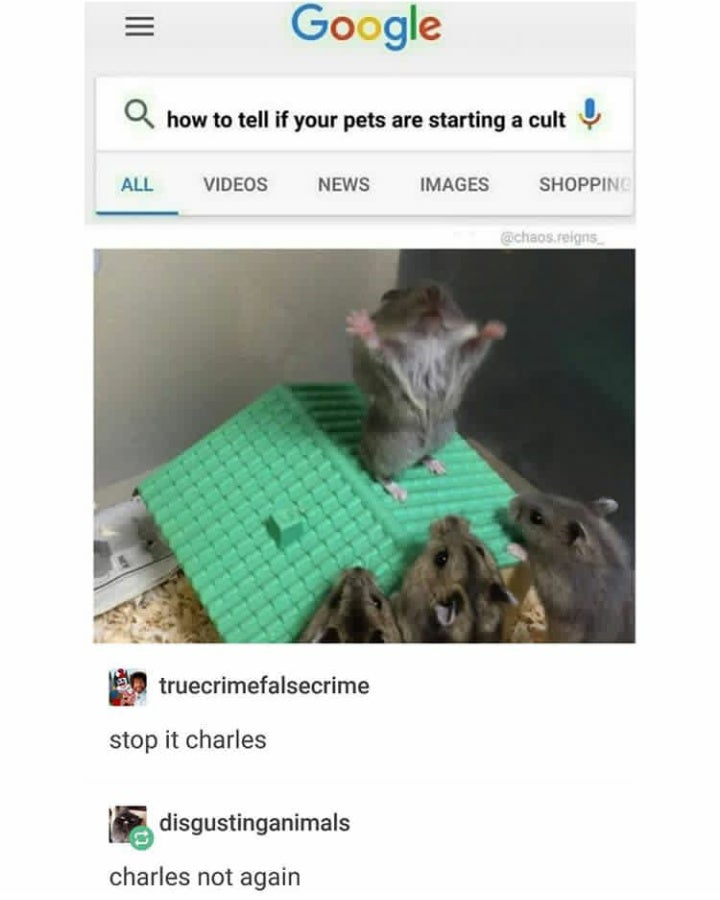 Google
how to tell if your pets are starting a cult
ALL VIDEOS NEWS IMAGES SHOPPING
@chaos.reigns_
truecrimefalsecrime
stop it charles
disgustinganimals
charles not again